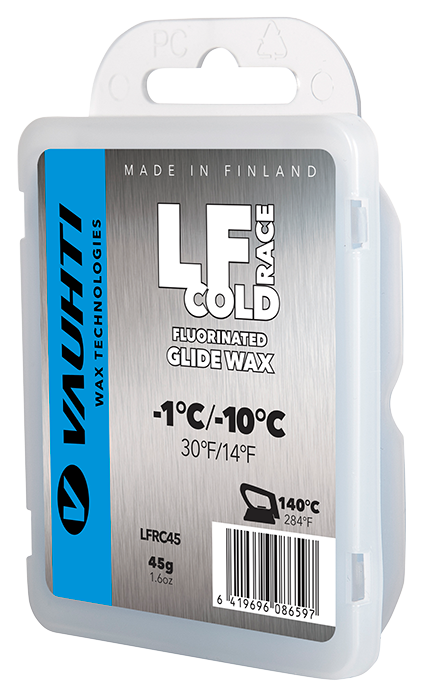 PC
MADE IN FINLAND
LF
RACE
COLD
FLUORINATED
GLIDE WAX
-1°C/-10°C
30°F/14°F
140°C
284°F
LFRC45
45g
1.6oz
6 419696 086597
VAUHTI
WAX TECHNOLOGIES